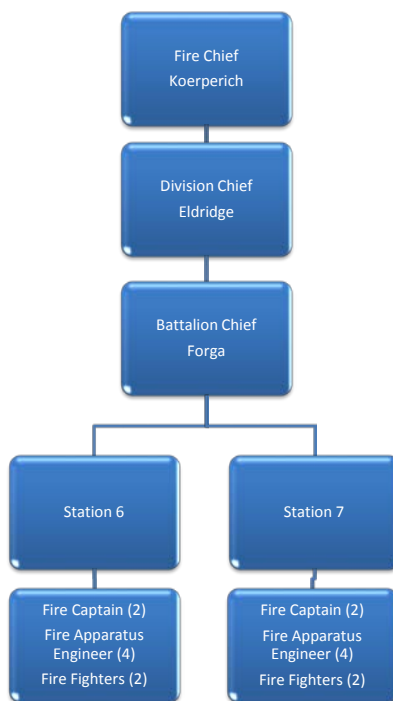 Fire Chief
Koerperich
Division Chief
Eldridge
Battalion Chief
Forga
Station 6
Station 7
Fire Captain (2)
Fire Apparatus
Engineer (4)
Fire Fighters (2)
Fire Captain (2)
Fire Apparatus
Engineer (4)
Fire Fighters (2)